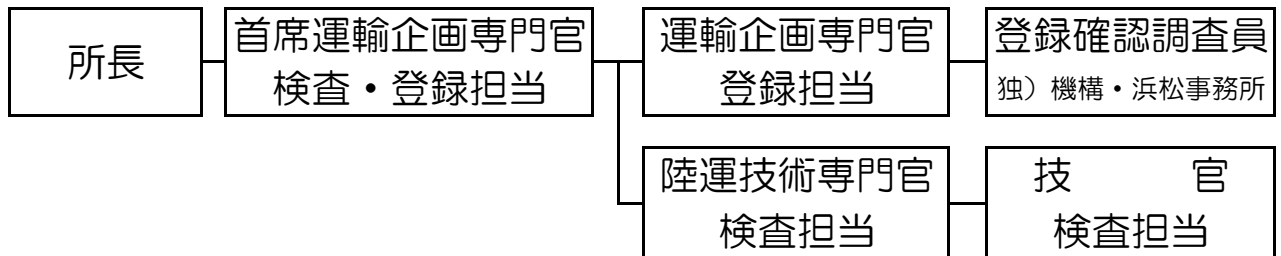 所長
首席運輸企画専門官
検査・登録担当
運輸企画専門官
登録担当
登録確認調査員
独）機構・浜松事務所
陸運技術専門官
検査担当
技　　官
検査担当